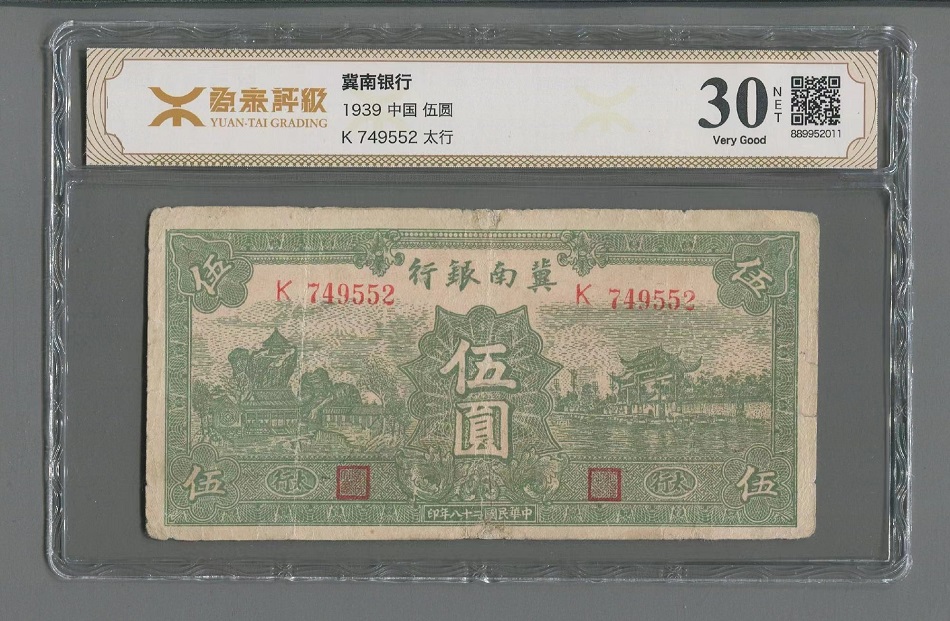 源泰評級
YUAN-TAI GRADING
冀南银行
1939 中国 伍圆
K 749552 太行
30
NET
Very Good
889952011
行銀南冀
伍
伍
K 749552
K 749552
伍圓
伍
行太
行太
伍
印年八十二國民華中